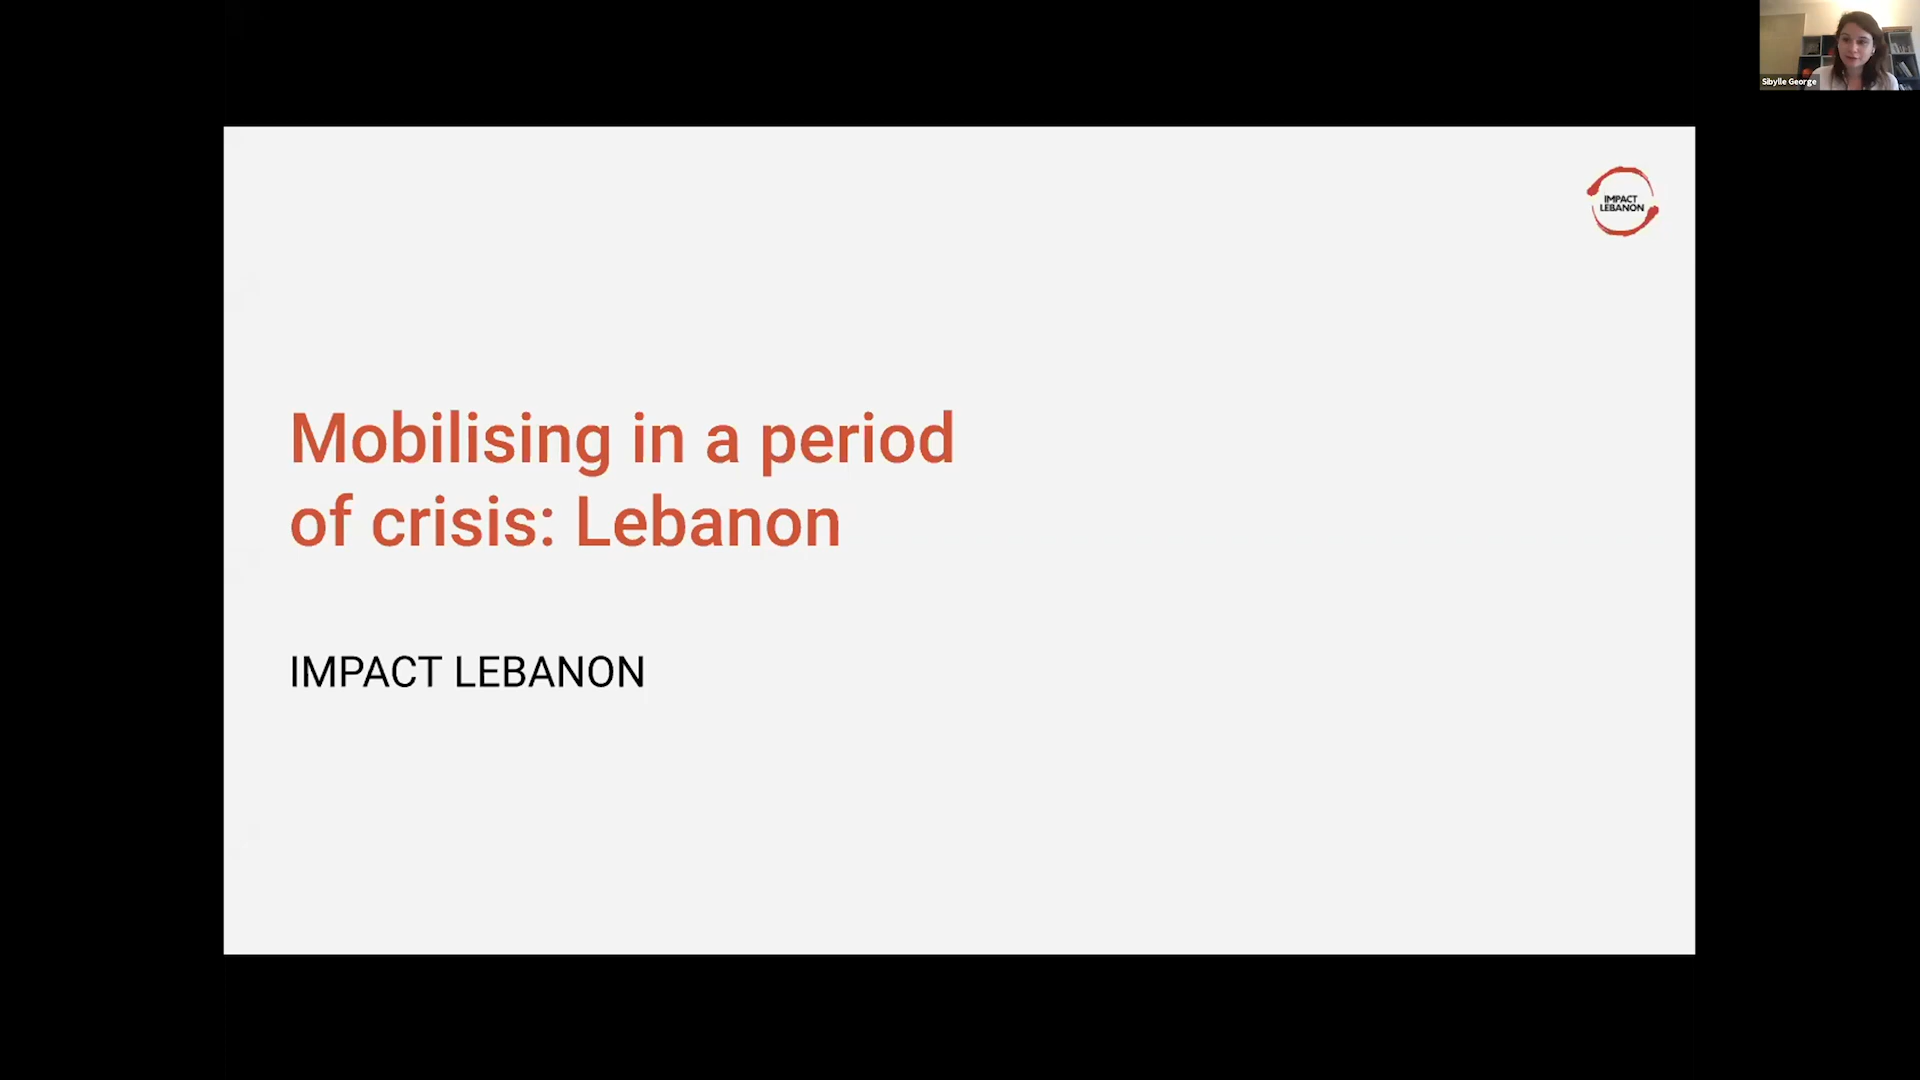 Sibylle George
IMPACT
LEBANON
Mobilising in a period
of crisis: Lebanon
IMPACT LEBANON